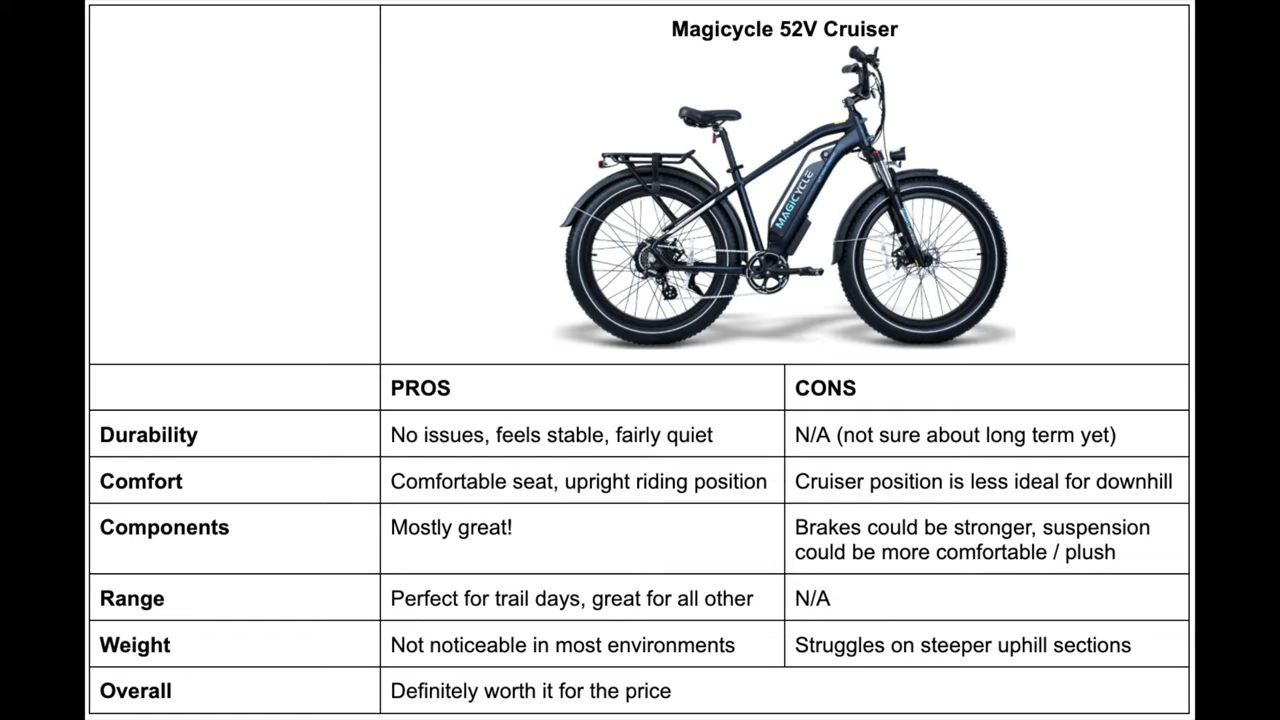 Magicycle 52V Cruiser
MAGICYCLE
PROS CONS
Durability No issues, feels stable, fairly quiet N/A (not sure about long term yet)
Comfort Comfortable seat, upright riding position Cruiser position is less ideal for downhill
Components Mostly great! Brakes could be stronger, suspension
could be more comfortable / plush
Range Perfect for trail days, great for all other N/A
Weight Not noticeable in most environments Struggles on steeper uphill sections
Overall Definitely worth it for the price